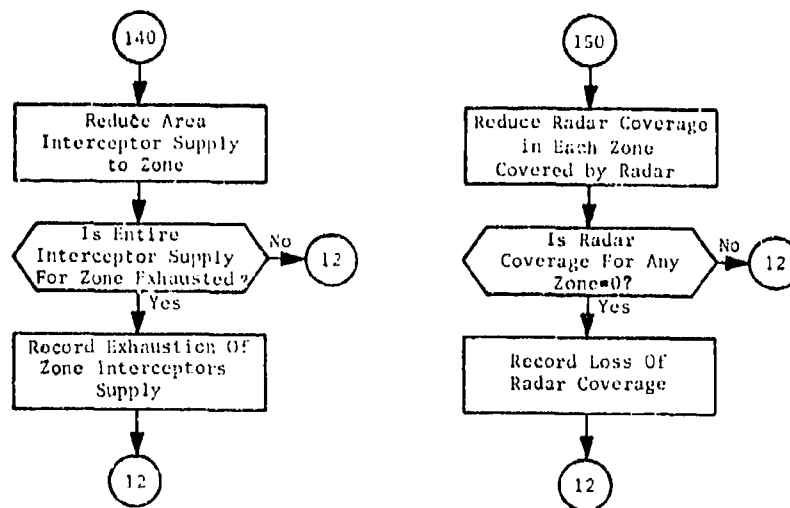 140
Reduce Area
Interceptor Supply
to Zone
Is Entire
Interceptor Supply
For Zone Exhausted?
No
12
Yes
Record Exhaustion Of
Zone Interceptors
Supply
12
150
Reduce Radar Coverage
in Each Zone
Covered by Radar
Is Radar
Coverage For Any
Zone=0?
No
12
Yes
Record Loss Of
Radar Coverage
12